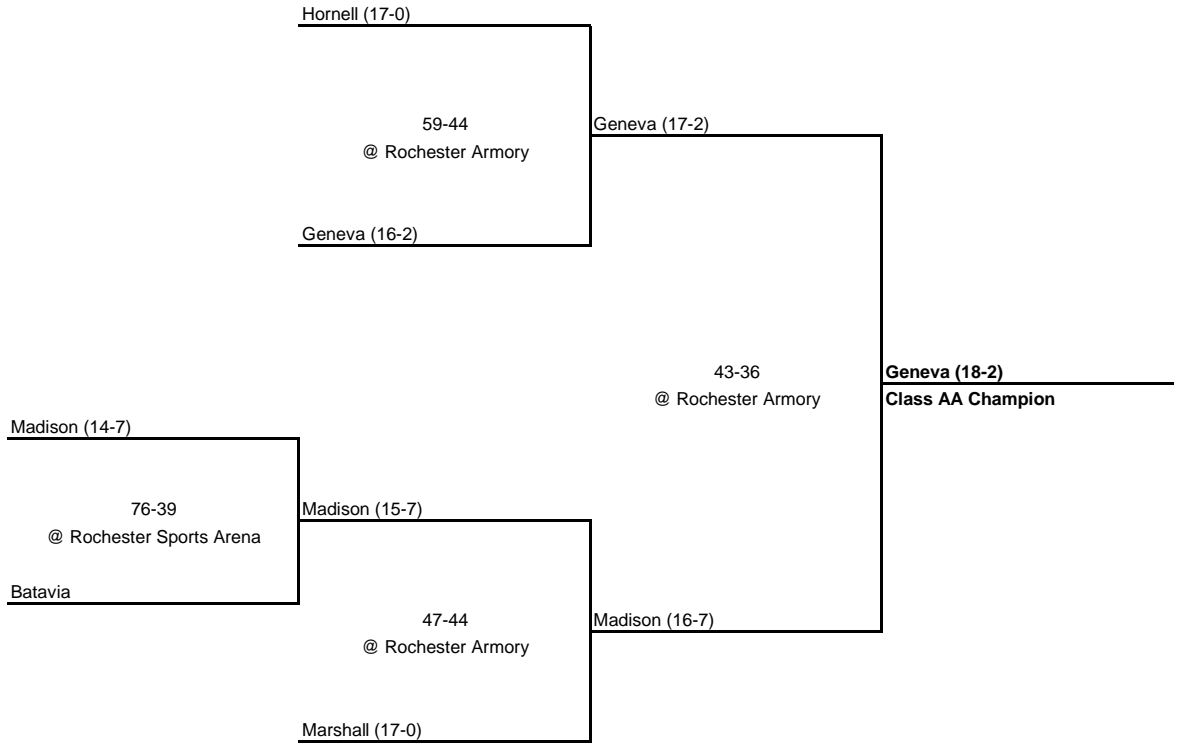 Hornell (17-0)
59-44
@ Rochester Armory
Geneva (17-2)
Geneva (16-2)
43-36
@ Rochester Armory
Geneva (18-2)
Class AA Champion
Madison (14-7)
76-39
@ Rochester Sports Arena
Madison (15-7)
Batavia
47-44
@ Rochester Armory
Madison (16-7)
Marshall (17-0)